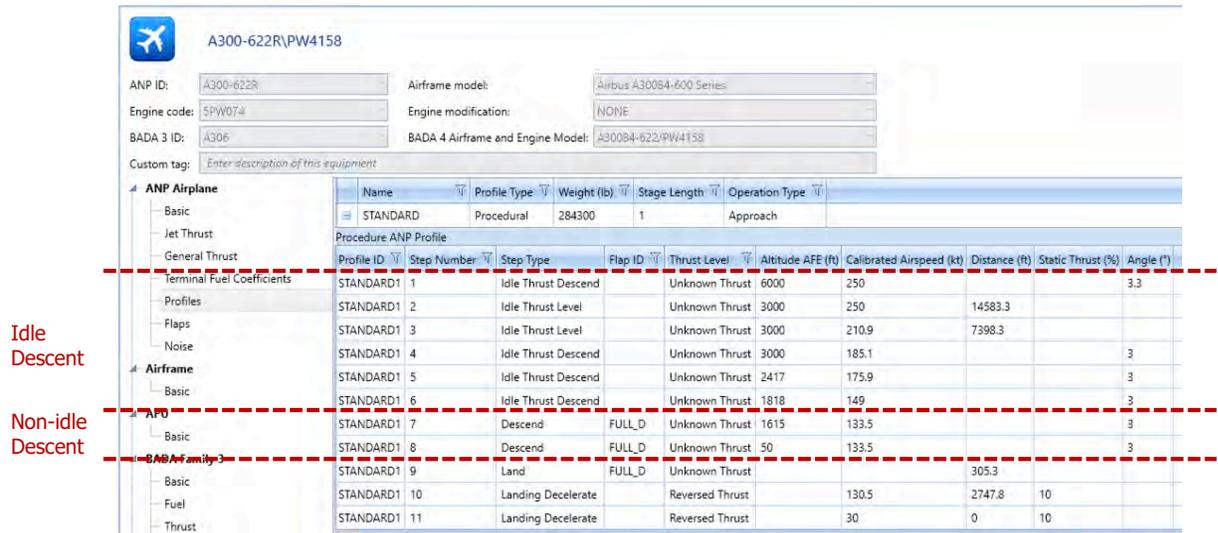 A300-622R\PW4158
ANP ID: A300-622R Airframe model: Airbus A300B4-600 Series
Engine code: 5PW074 Engine modification: NONE
BADA 3 ID: A306 BADA 4 Airframe and Engine Model: A300B4-622/PW4158
Custom tag: Enter description of this equipment
ANP Airplane
Basic
Jet Thrust
General Thrust
Terminal Fuel Coefficients
Profiles
Flaps
Noise
Airframe
Basic
APU
Basic
BADA Family 3
Basic
Fuel
Thrust
Name Profile Type Weight (lb) Stage Length Operation Type
STANDARD Procedural 284300 1 Approach
Procedure ANP Profile
Profile ID Step Number Step Type Flap ID Thrust Level Altitude AFE (ft) Calibrated Airspeed (kt) Distance (ft) Static Thrust (%) Angle (°)
STANDARD1 1 Idle Thrust Descend Unknown Thrust 6000 250 3.3
STANDARD1 2 Idle Thrust Level Unknown Thrust 3000 250 14583.3
STANDARD1 3 Idle Thrust Level Unknown Thrust 3000 210.9 7398.3
STANDARD1 4 Idle Thrust Descend Unknown Thrust 3000 185.1 3
STANDARD1 5 Idle Thrust Descend Unknown Thrust 2417 175.9 3
STANDARD1 6 Idle Thrust Descend Unknown Thrust 1818 149 3
STANDARD1 7 Descend FULL_D Unknown Thrust 1615 133.5 3
STANDARD1 8 Descend FULL_D Unknown Thrust 50 133.5 3
STANDARD1 9 Land FULL_D Unknown Thrust 305.3
STANDARD1 10 Landing Decelerate Reversed Thrust 130.5 2747.8 10
STANDARD1 11 Landing Decelerate Reversed Thrust 30 0 10
Idle
Descent
Non-idle
Descent